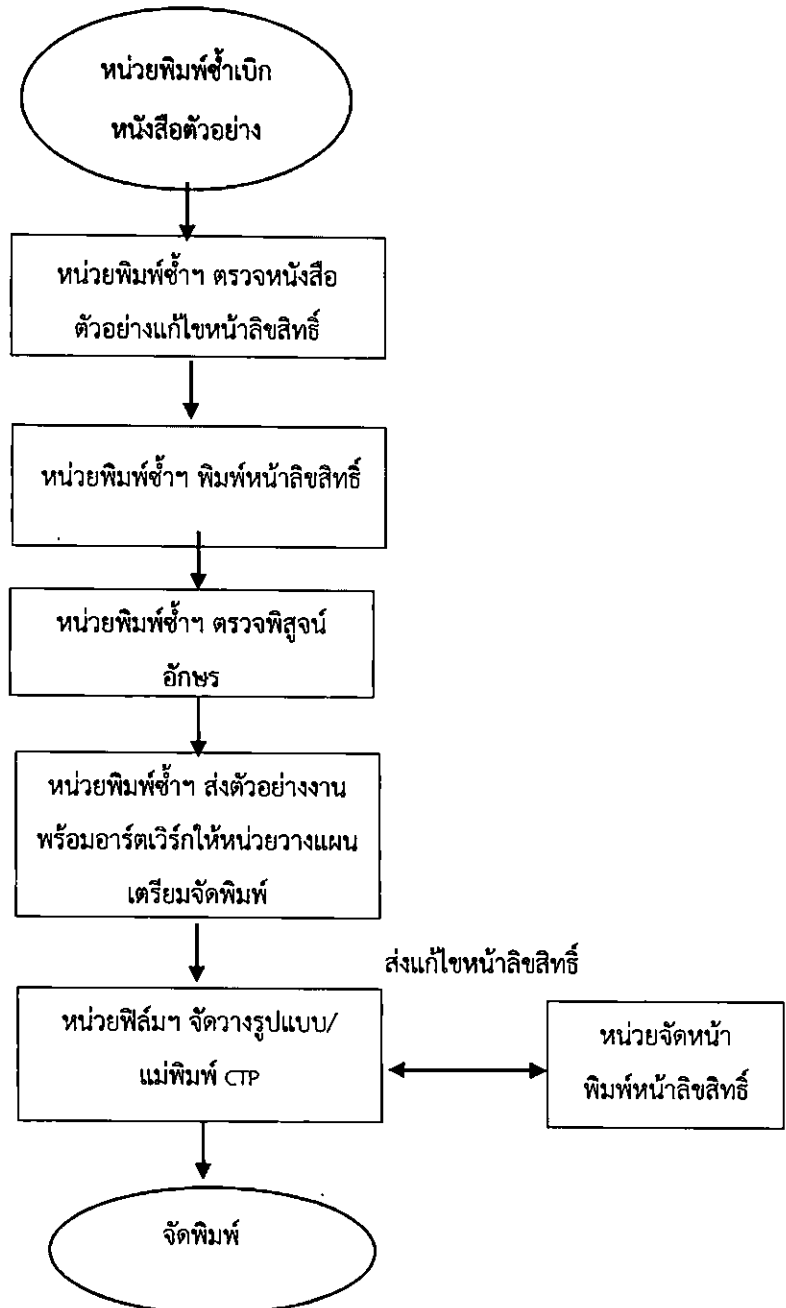 หน่วยพิมพ์ซ้ำเบิก
หนังสือตัวอย่าง
หน่วยพิมพ์ซ้ำฯ ตรวจหนังสือ
ตัวอย่างแก้ไขหน้าลิขสิทธิ์
หน่วยพิมพ์ซ้ำฯ พิมพ์หน้าลิขสิทธิ์
หน่วยพิมพ์ซ้ำฯ ตรวจพิสูจน์
อักษร
หน่วยพิมพ์ซ้ำฯ ส่งตัวอย่างงาน
พร้อมอาร์ตเวิร์กให้หน่วยวางแผน
เตรียมจัดพิมพ์
ส่งแก้ไขหน้าลิขสิทธิ์
หน่วยฟิล์มฯ จัดวางรูปแบบ/
แม่พิมพ์ CTP
หน่วยจัดหน้า
พิมพ์หน้าลิขสิทธิ์
จัดพิมพ์